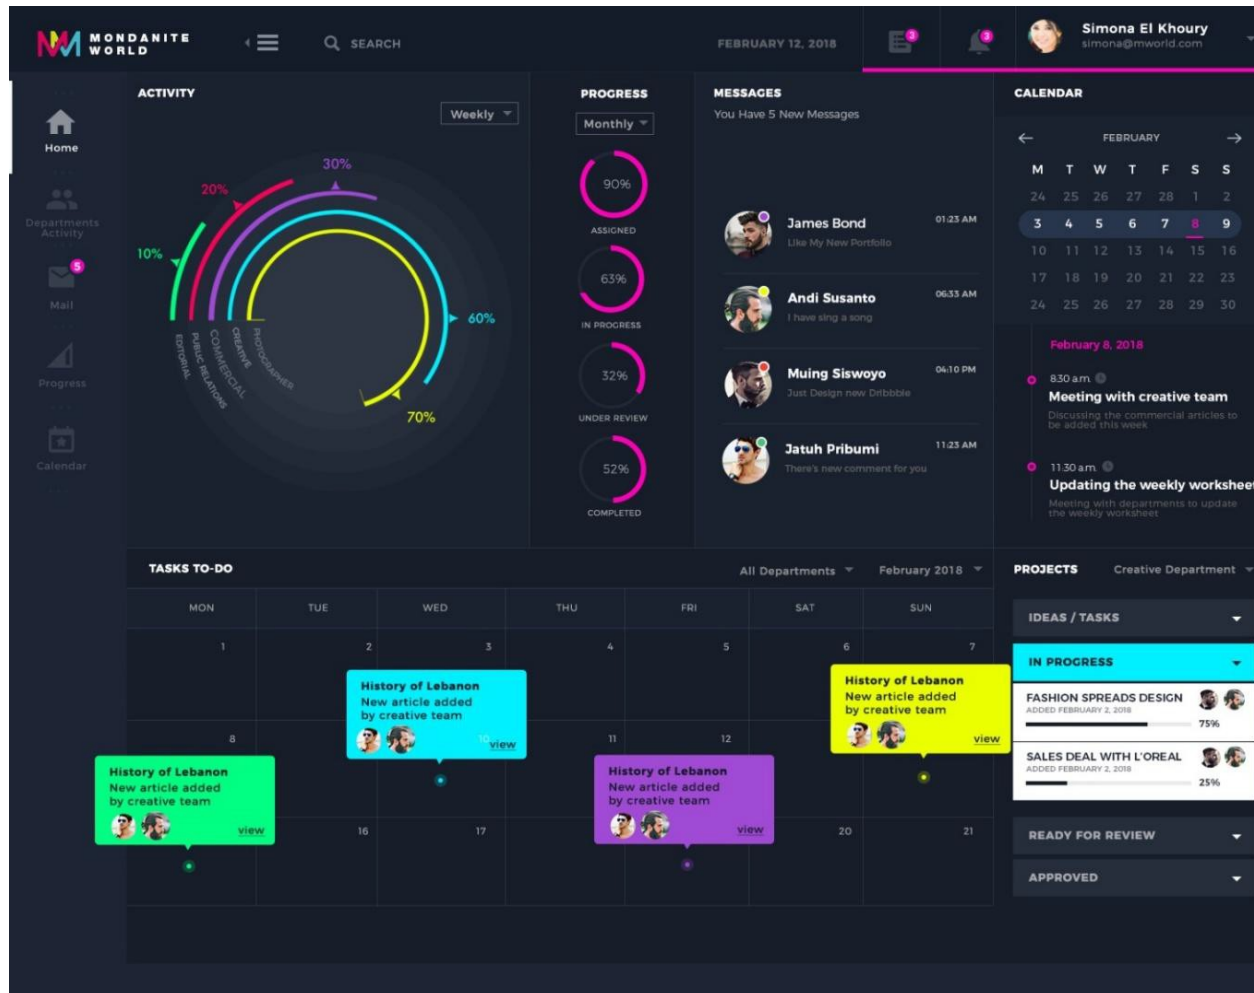 MONDANITE
WORLD
SEARCH
FEBRUARY 12, 2018
3
3
Simona El Khoury
simona@mworld.com
Home
Departments
Activity
5
Mail
Progress
Calendar
ACTIVITY
Weekly
10%
20%
30%
60%
70%
EDITORIAL
PUBLIC RELATIONS
COMMERCIAL
CREATIVE
PHOTOGRAPHER
PROGRESS
Monthly
90%
ASSIGNED
63%
IN PROGRESS
32%
UNDER REVIEW
52%
COMPLETED
MESSAGES
You Have 5 New Messages
James Bond 01:23 AM
Like My New Portfolio
Andi Susanto 06:33 AM
I have sing a song
Muing Siswoyo 04:10 PM
Just Design new Dribbble
Jatuh Pribumi 11:23 AM
There's new comment for you
CALENDAR
FEBRUARY
M T W T F S S
24 25 26 27 28 1 2
3 4 5 6 7 8 9
10 11 12 13 14 15 16
17 18 19 20 21 22 23
24 25 26 27 28 29 30
February 8, 2018
8:30 a.m.
Meeting with creative team
Discussing the commercial articles to
be added this week
11.30 a.m.
Updating the weekly worksheet
Meeting with departments to update
the weekly worksheet
TASKS TO-DO
All Departments
February 2018
MON TUE WED THU FRI SAT SUN
1 2 3 4 5 6 7
History of Lebanon
New article added
by creative team
view
History of Lebanon
New article added
by creative team
view
8 10 11 12
History of Lebanon
New article added
by creative team
view
History of Lebanon
New article added
by creative team
view
16 17 20 21
PROJECTS
Creative Department
IDEAS / TASKS
IN PROGRESS
FASHION SPREADS DESIGN
ADDED FEBRUARY 2, 2018
75%
SALES DEAL WITH L'OREAL
ADDED FEBRUARY 2, 2018
25%
READY FOR REVIEW
APPROVED